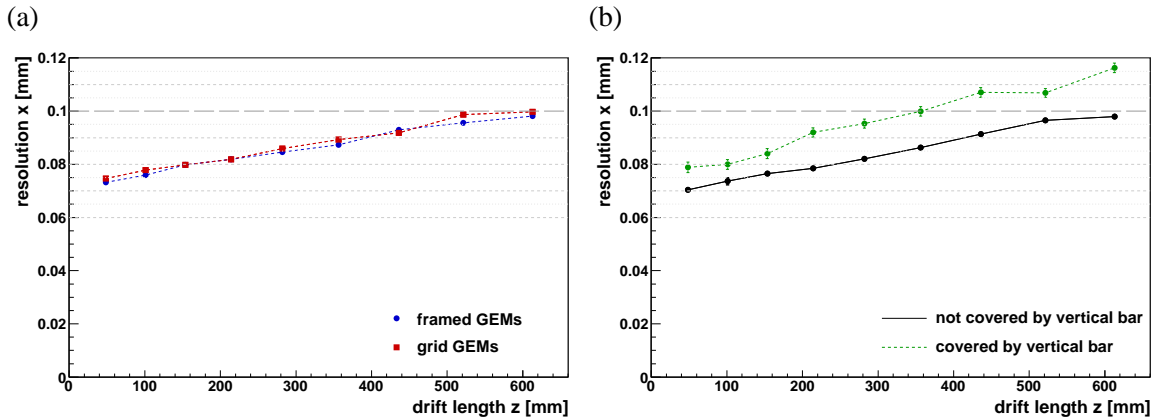 (a)
(b)
resolution x [mm]
0.12
0.1
0.08
0.06
0.04
0.02
0
0 100 200 300 400 500 600
drift length z [mm]
framed GEMs
grid GEMs
resolution x [mm]
0.12
0.1
0.08
0.06
0.04
0.02
0
0 100 200 300 400 500 600
drift length z [mm]
not covered by vertical bar
covered by vertical bar